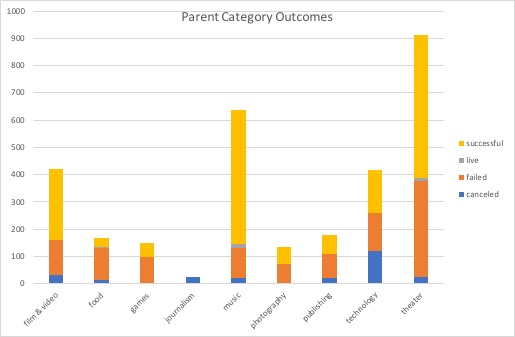 Parent Category Outcomes
1000
900
800
700
600
500
400
300
200
100
0
film & video
food
games
journalism
music
photography
publishing
technology
theater
successful
live
failed
canceled